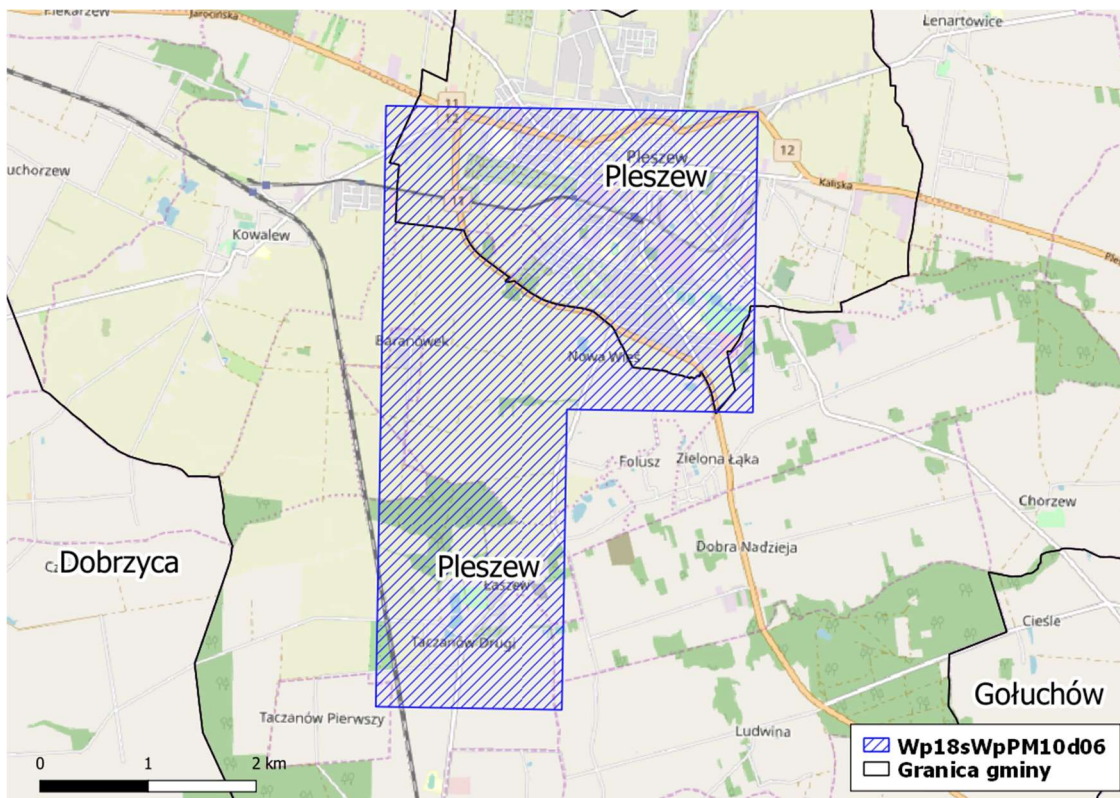 Piekarzew
Jarocińska
Lenartowice
11
12
12
Pleszew
Pleszew
uchorzew
Kaliska
11
Kowalew
Ple
Baranówek
Nowa Wieś
Folusz
Zielona Łąka
Chorzew
Dobra Nadzieja
Dobrzyca
Cz
Pleszew
Łaszew
Cieśle
Taczanów Drugi
Gołuchów
Taczanów Pierwszy
Ludwina
Wp18sWpPM10d06
Granica gminy
0 1 2 km